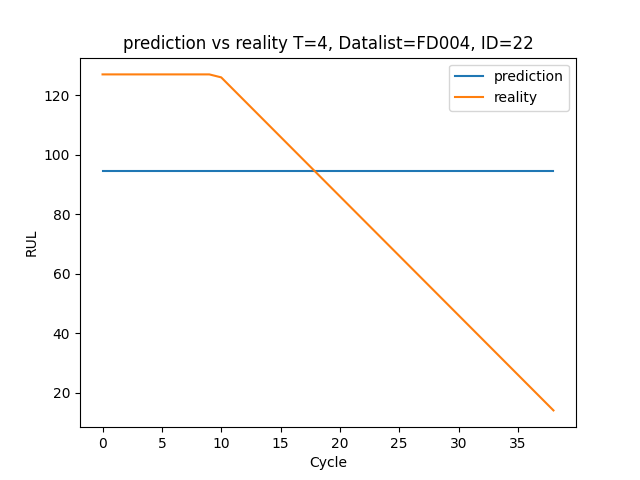 prediction vs reality T=4, Datalist=FD004, ID=22
prediction
reality
RUL
120
100
80
60
40
20
0 5 10 15 20 25 30 35
Cycle